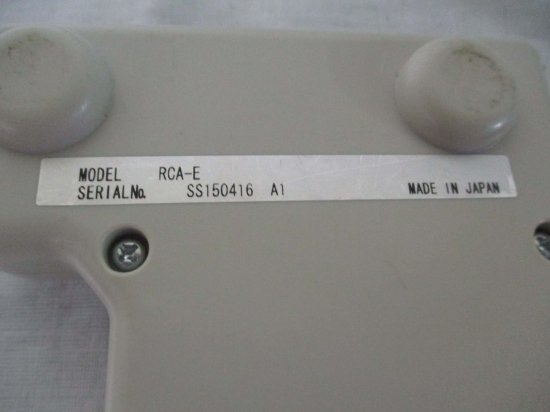 MODEL RCA-E
SERIALNo. SS150416 A1 MADE IN JAPAN